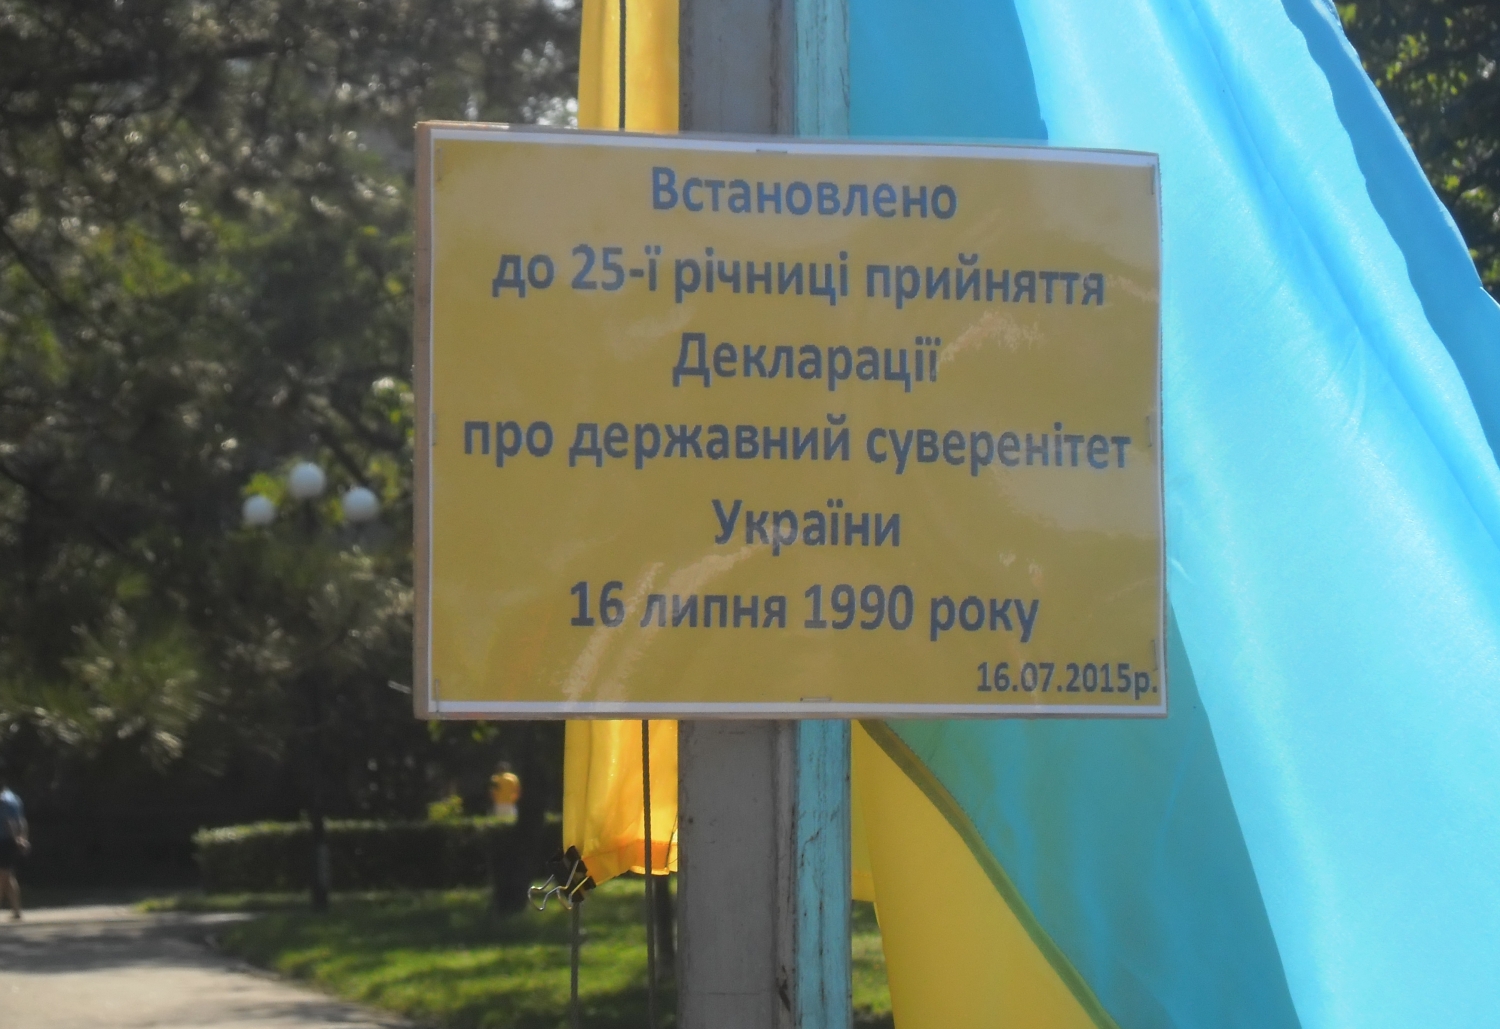 Встановлено
до 25-ї річниці прийняття
Декларації
про державний суверенітет
України
16 липня 1990 року
16.07.2015р.